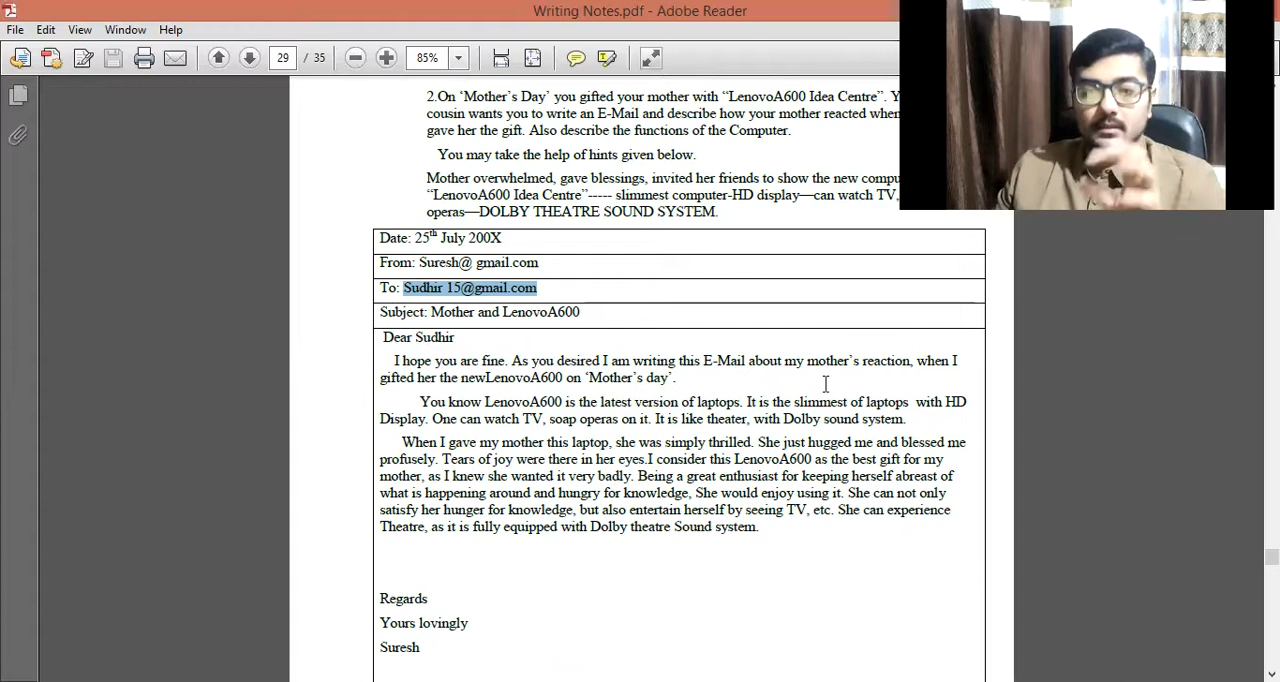 Writing Notes.pdf - Adobe Reader
File Edit View Window Help
29 / 35 85%
2.On ‘Mother’s Day’ you gifted your mother with “LenovoA600 Idea Centre”.
cousin wants you to write an E-Mail and describe how your mother reacted when
gave her the gift. Also describe the functions of the Computer.
You may take the help of hints given below.
Mother overwhelmed, gave blessings, invited her friends to show the new
“LenovoA600 Idea Centre”----- slimmest computer-HD display—can watch TV,
operas—DOLBY THEATRE SOUND SYSTEM.
Date: 25th July 200X
From: Suresh@ gmail.com
To: Sudhir 15@gmail.com
Subject: Mother and LenovoA600
Dear Sudhir
I hope you are fine. As you desired I am writing this E-Mail about my mother’s reaction, when I
gifted her the newLenovoA600 on ‘Mother’s day’.
You know LenovoA600 is the latest version of laptops. It is the slimmest of laptops with HD
Display. One can watch TV, soap operas on it. It is like theater, with Dolby sound system.
When I gave my mother this laptop, she was simply thrilled. She just hugged me and blessed me
profusely. Tears of joy were there in her eyes.I consider this LenovoA600 as the best gift for my
mother, as I knew she wanted it very badly. Being a great enthusiast for keeping herself abreast of
what is happening around and hungry for knowledge, She would enjoy using it. She can not only
satisfy her hunger for knowledge, but also entertain herself by seeing TV, etc. She can experience
Theatre, as it is fully equipped with Dolby theatre Sound system.
Regards
Yours lovingly
Suresh